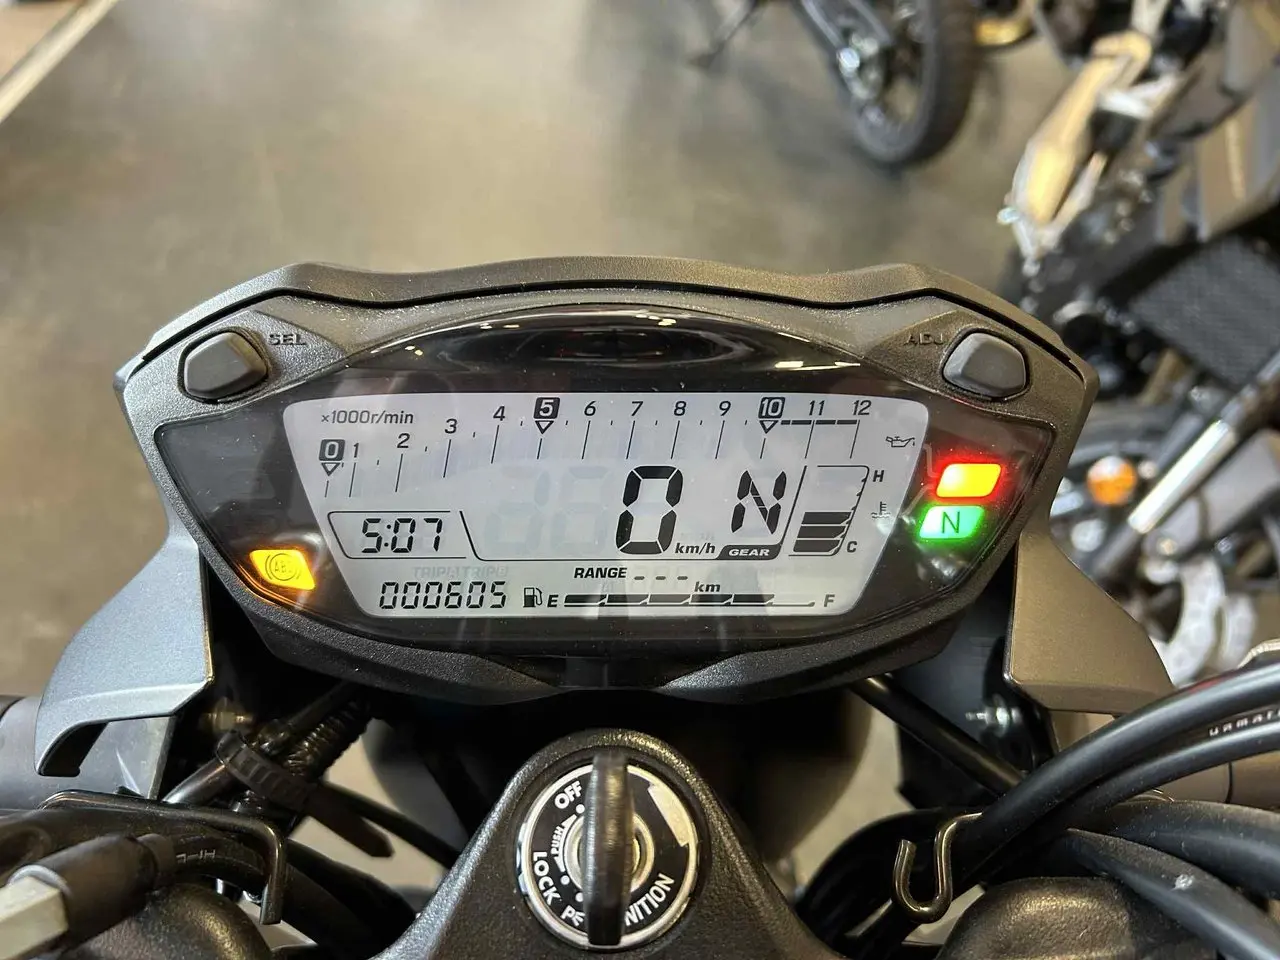 SEL
ADJ
×1000r/min
0 1 2 3 4 5 6 7 8 9 10 11 12
H
0 km/h
N
GEAR
C
N
5:07
ABS
RANGE --- km
000605
E
F
OFF
PUSH
LOCK